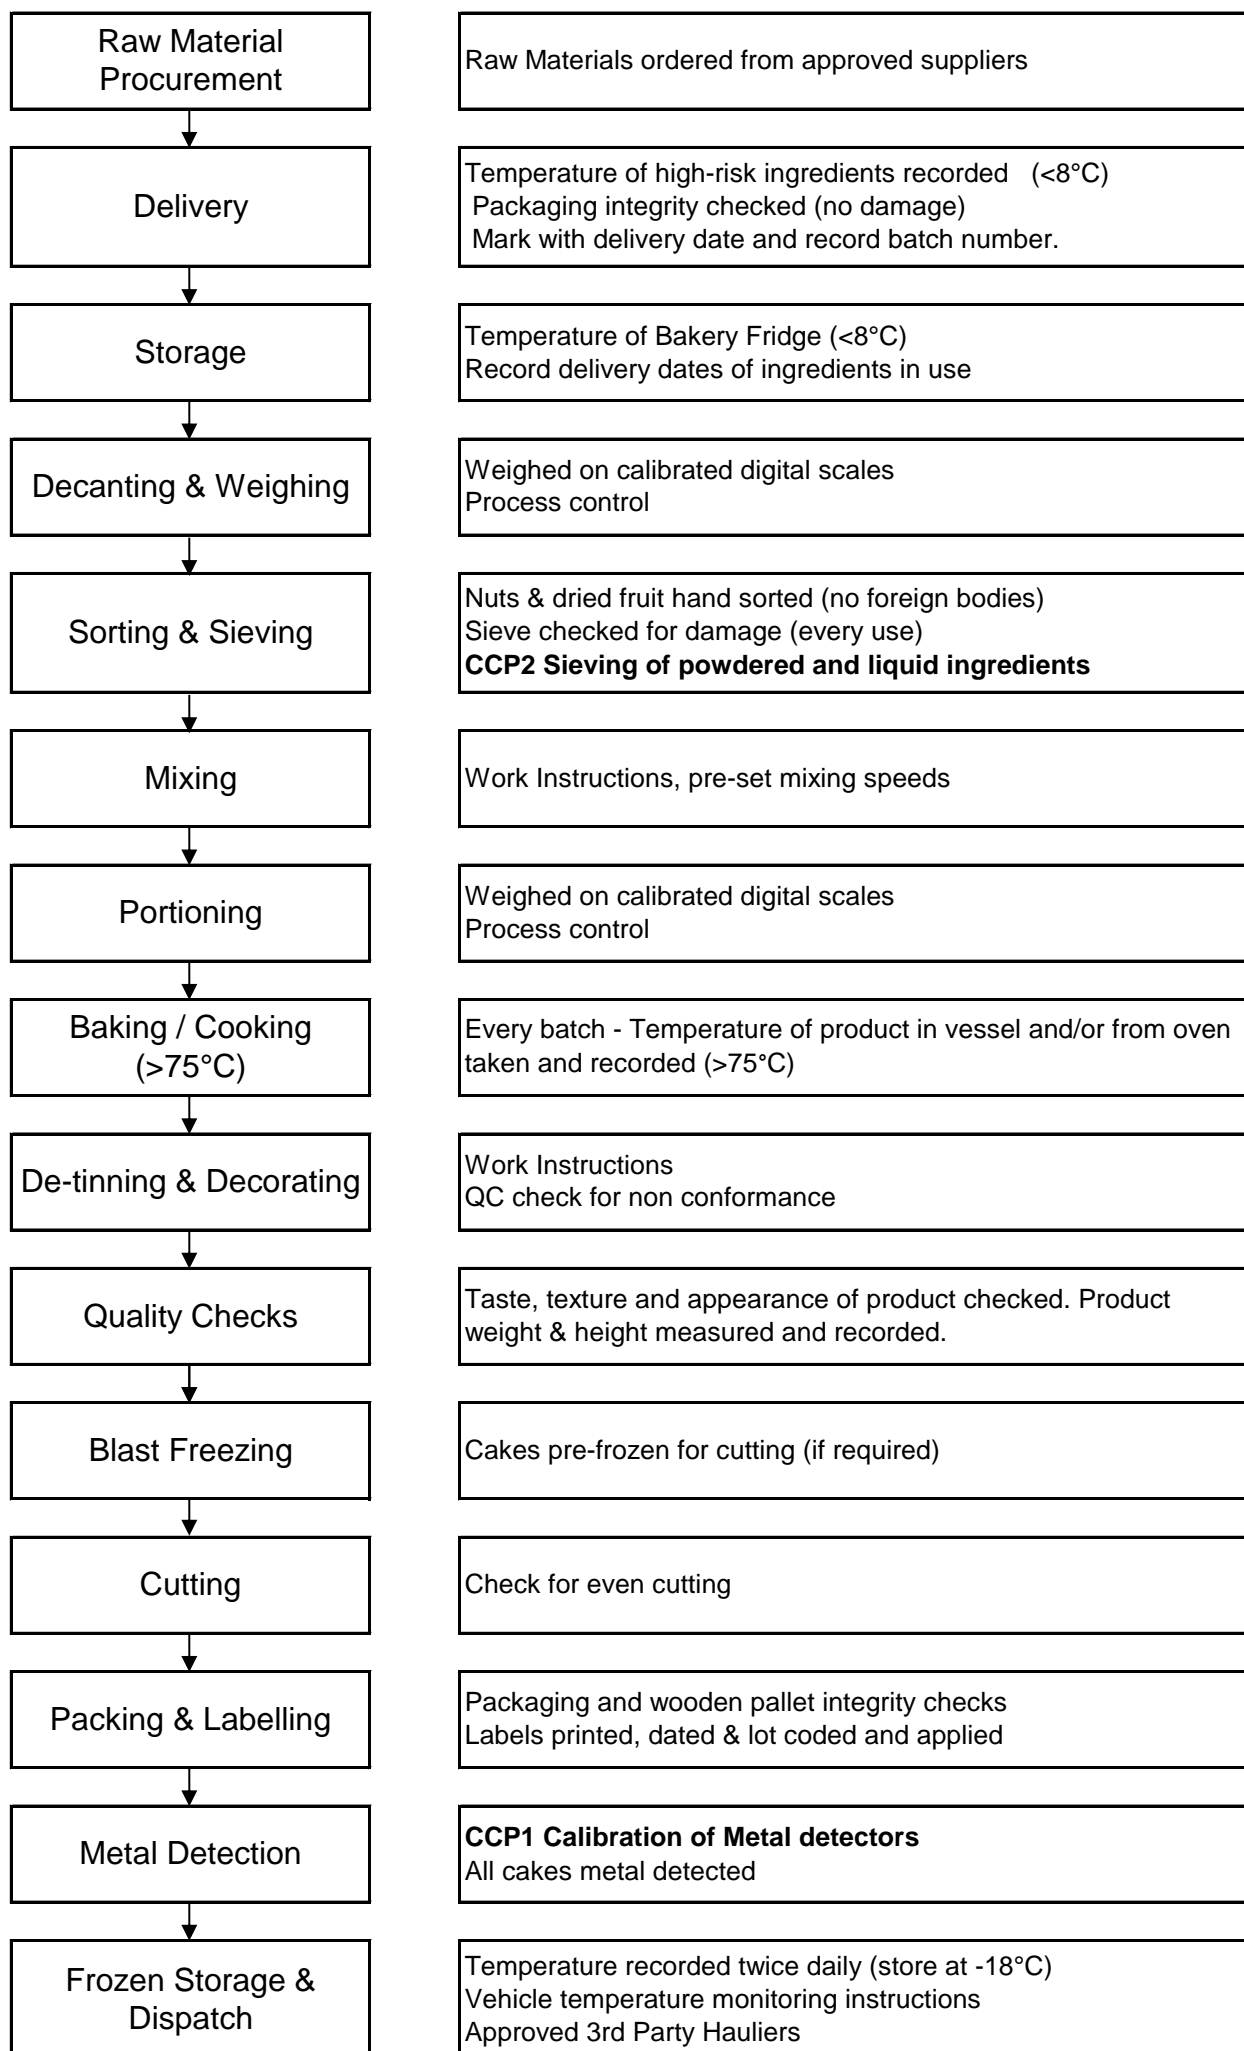 Raw Material
Procurement
Raw Materials ordered from approved suppliers
Delivery
Temperature of high-risk ingredients recorded (<8°C)
Packaging integrity checked (no damage)
Mark with delivery date and record batch number.
Storage
Temperature of Bakery Fridge (<8°C)
Record delivery dates of ingredients in use
Decanting & Weighing
Weighed on calibrated digital scales
Process control
Sorting & Sieving
Nuts & dried fruit hand sorted (no foreign bodies)
Sieve checked for damage (every use)
CCP2 Sieving of powdered and liquid ingredients
Mixing
Work Instructions, pre-set mixing speeds
Portioning
Weighed on calibrated digital scales
Process control
Baking / Cooking
(>75°C)
Every batch - Temperature of product in vessel and/or from oven
taken and recorded (>75°C)
De-tinning & Decorating
Work Instructions
QC check for non conformance
Quality Checks
Taste, texture and appearance of product checked. Product
weight & height measured and recorded.
Blast Freezing
Cakes pre-frozen for cutting (if required)
Cutting
Check for even cutting
Packing & Labelling
Packaging and wooden pallet integrity checks
Labels printed, dated & lot coded and applied
Metal Detection
CCP1 Calibration of Metal detectors
All cakes metal detected
Frozen Storage &
Dispatch
Temperature recorded twice daily (store at -18°C)
Vehicle temperature monitoring instructions
Approved 3rd Party Hauliers